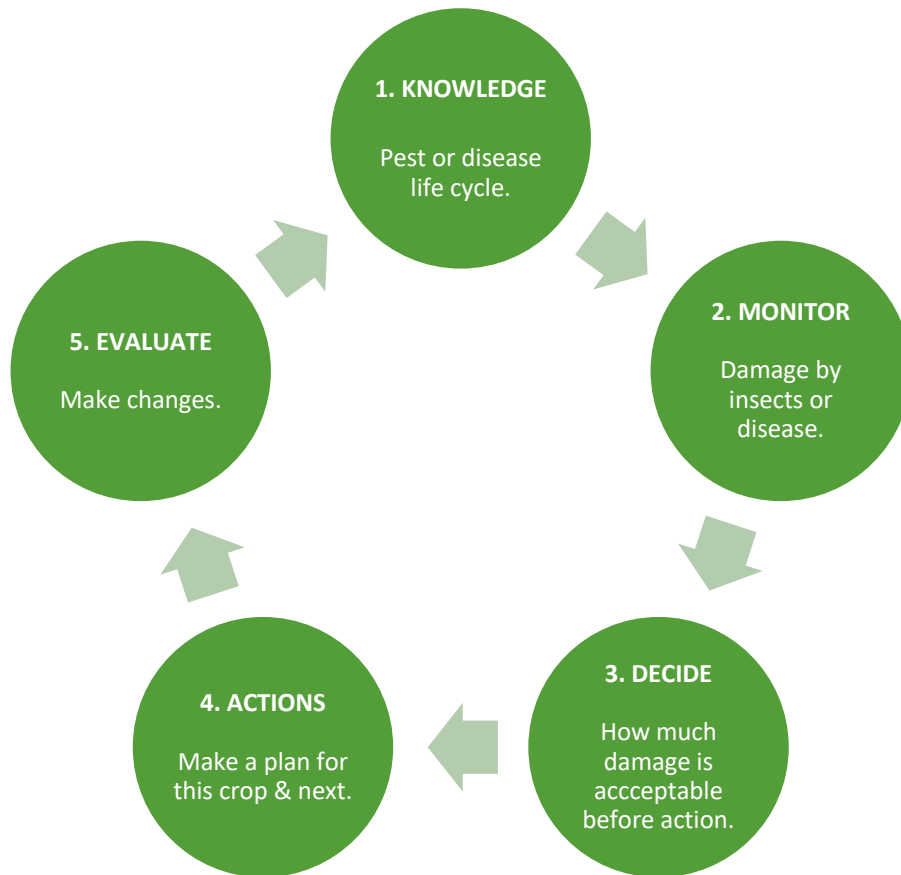 1. KNOWLEDGE
Pest or disease
life cycle.
2. MONITOR
Damage by
insects or
disease.
3. DECIDE
How much
damage is
accceptable
before action.
4. ACTIONS
Make a plan for
this crop & next.
5. EVALUATE
Make changes.